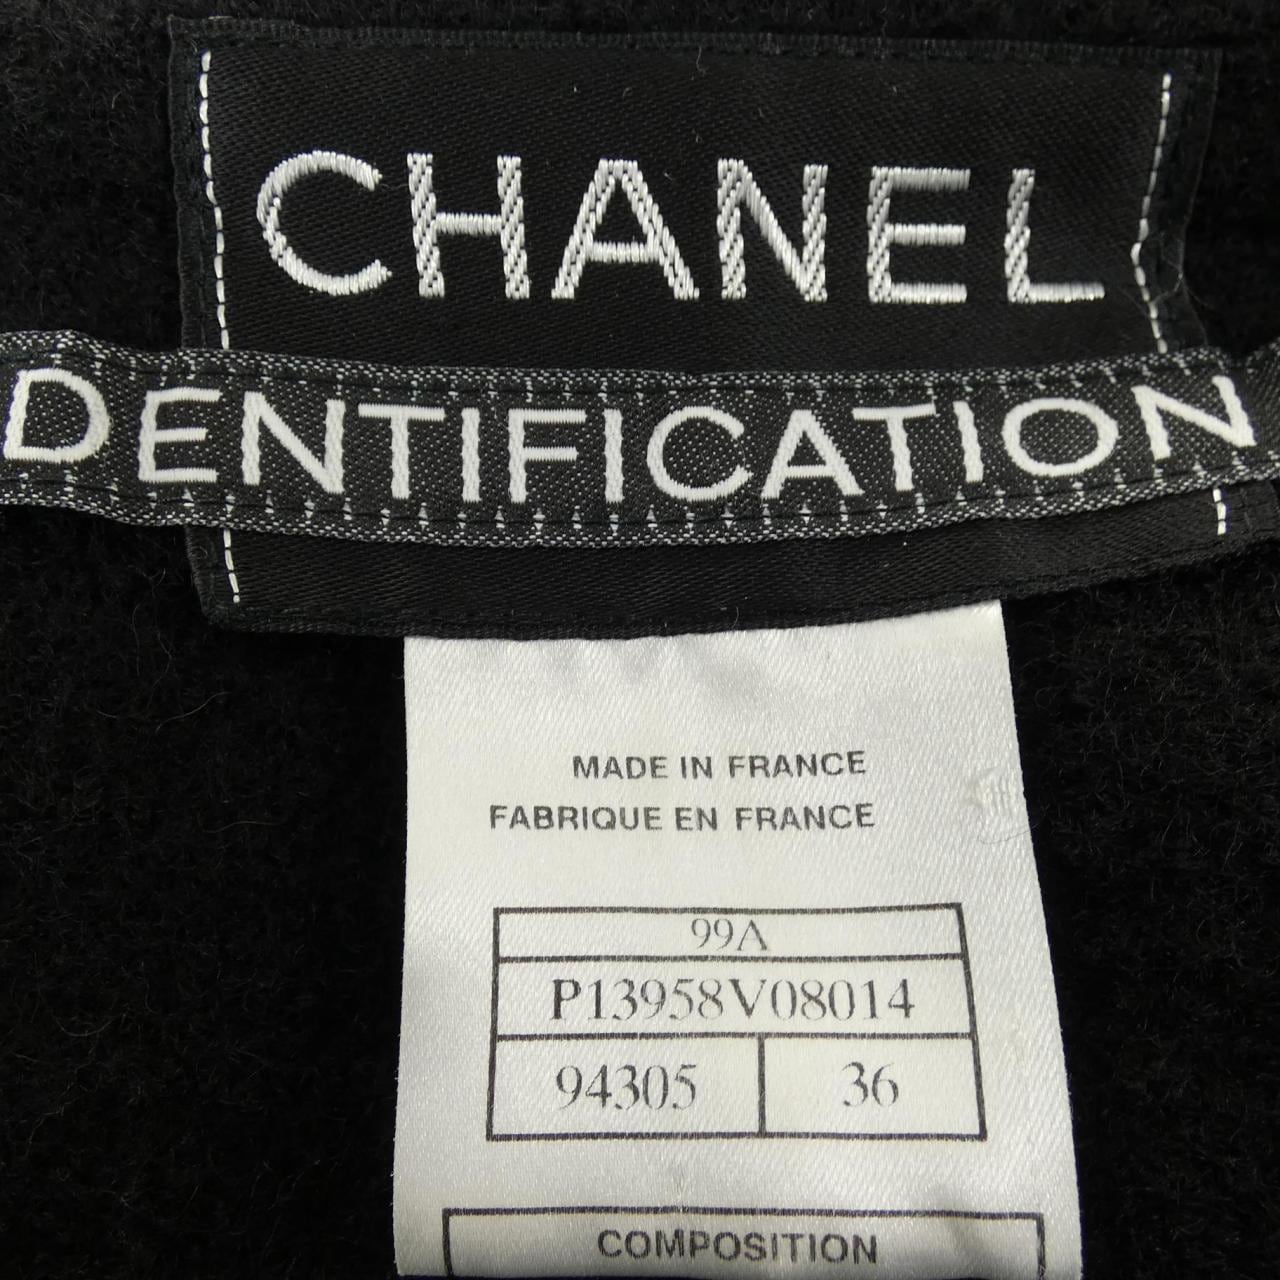 CHANEL
DENTIFICATION
MADE IN FRANCE
FABRIQUE EN FRANCE
99A
P13958V08014
94305 36
COMPOSITION